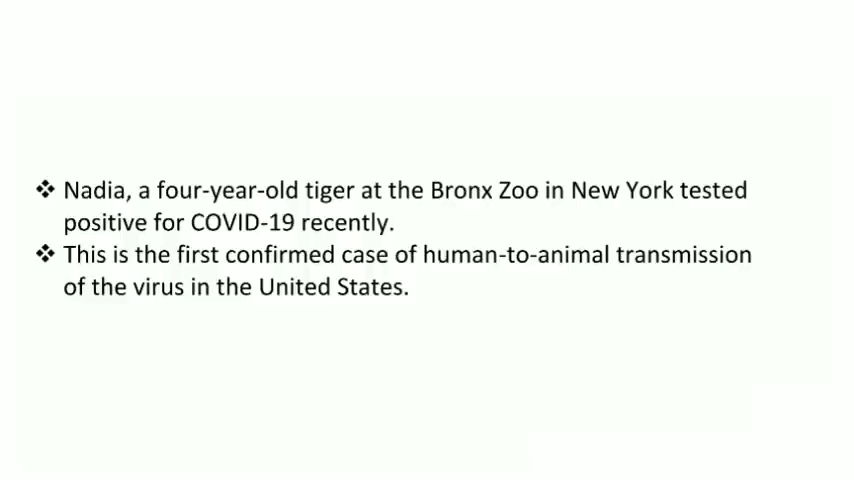 ❖ Nadia, a four-year-old tiger at the Bronx Zoo in New York tested
positive for COVID-19 recently.
❖ This is the first confirmed case of human-to-animal transmission
of the virus in the United States.